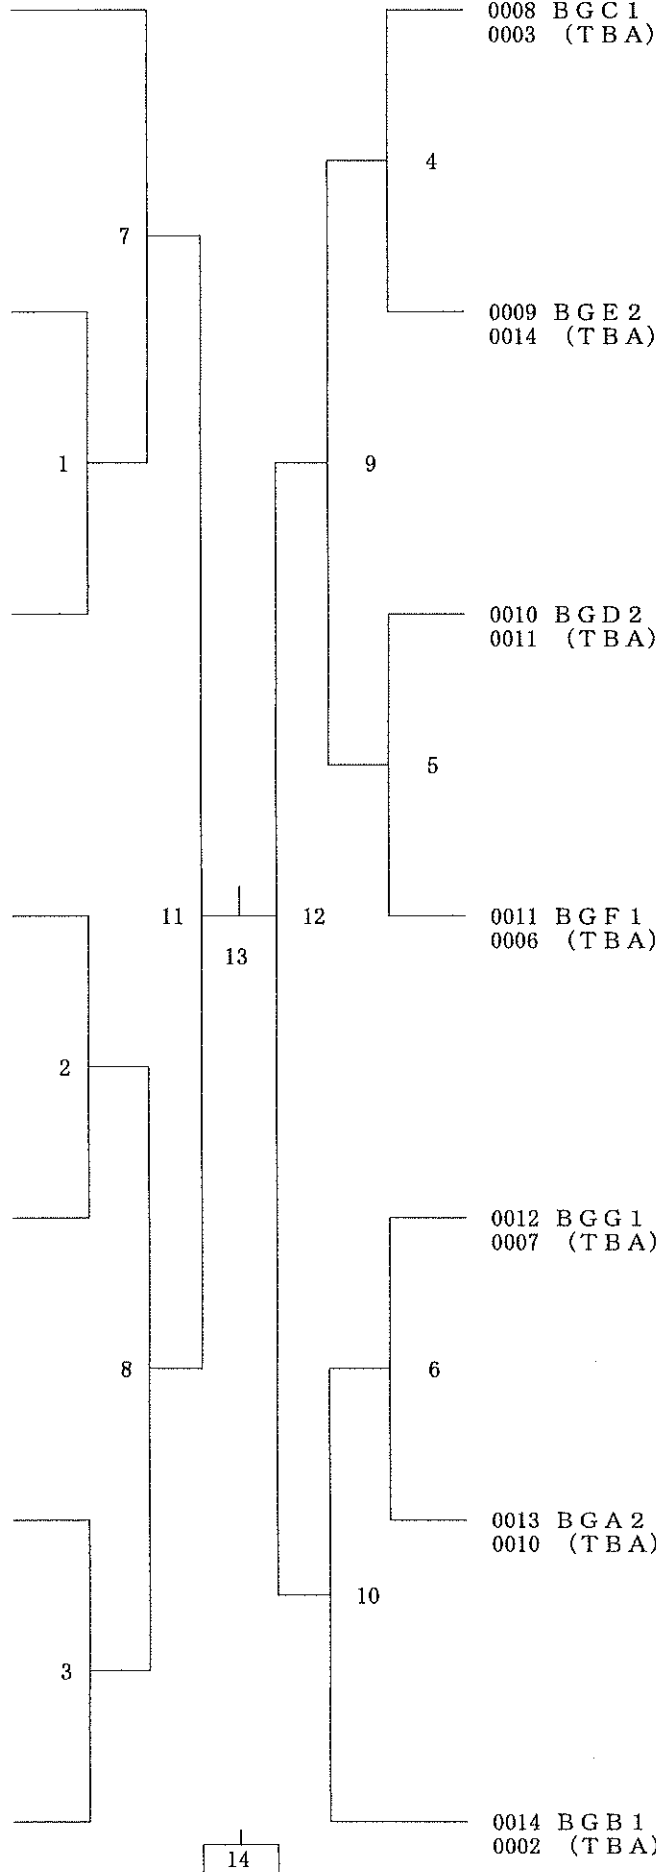 0008 BGC1
0003 (TBA)
4
7
0009 BGE2
0014 (TBA)
1
9
0010 BGD2
0011 (TBA)
5
11
12
0011 BGF1
0006 (TBA)
13
2
0012 BGG1
0007 (TBA)
8
6
0013 BGA2
0010 (TBA)
10
3
0014 BGB1
0002 (TBA)
14